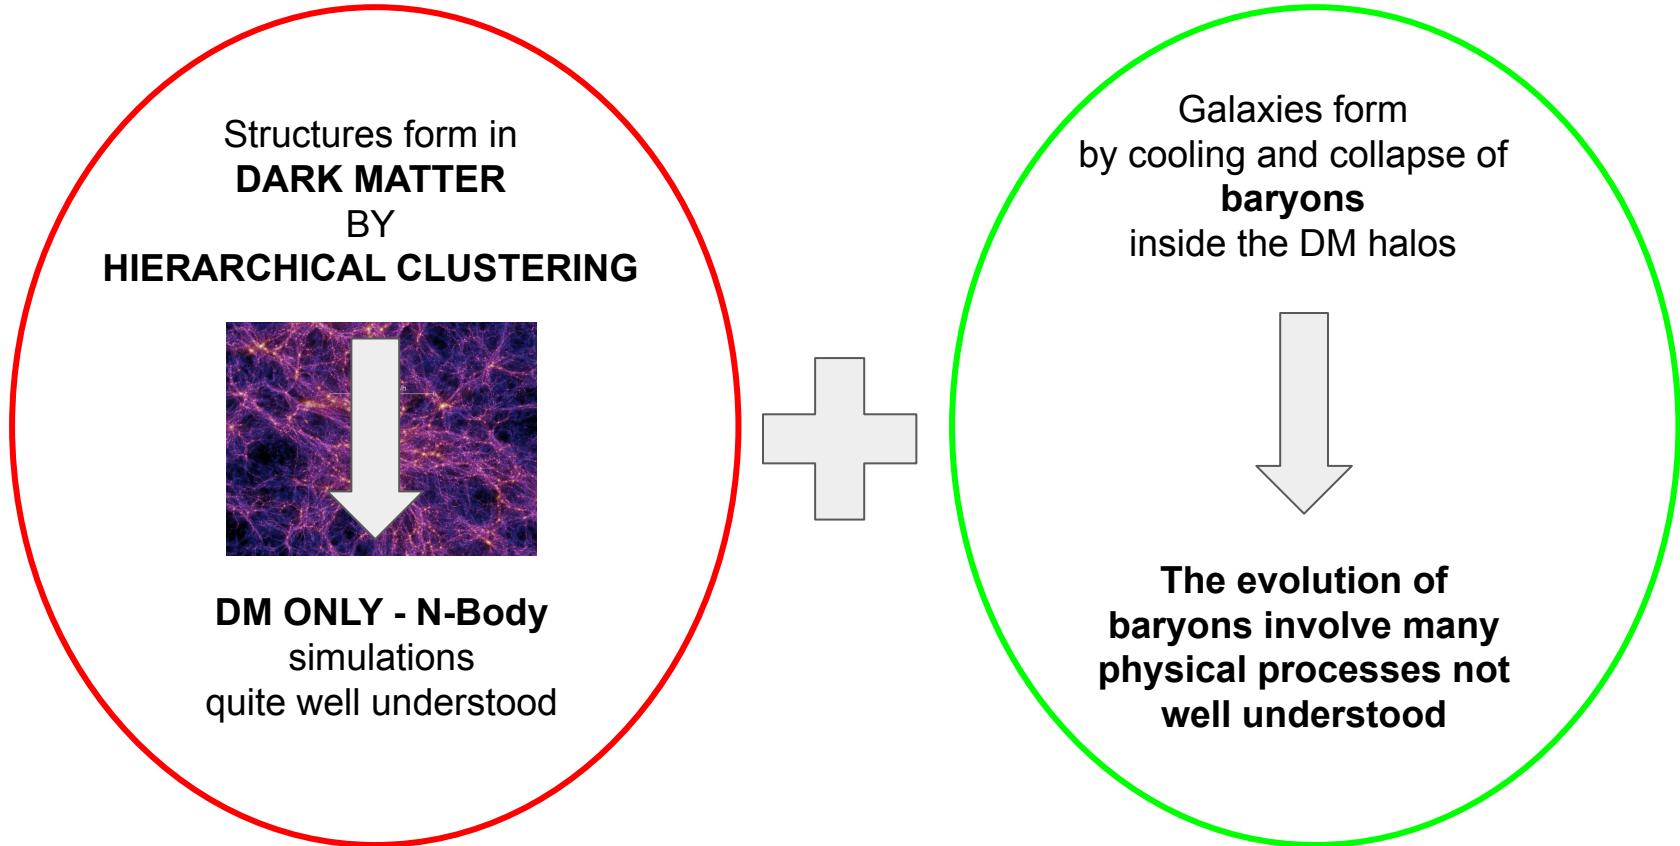 Structures form in
DARK MATTER
BY
HIERARCHICAL CLUSTERING
DM ONLY - N-Body
simulations
quite well understood
Galaxies form
by cooling and collapse of
baryons
inside the DM halos
The evolution of
baryons involve many
physical processes not
well understood